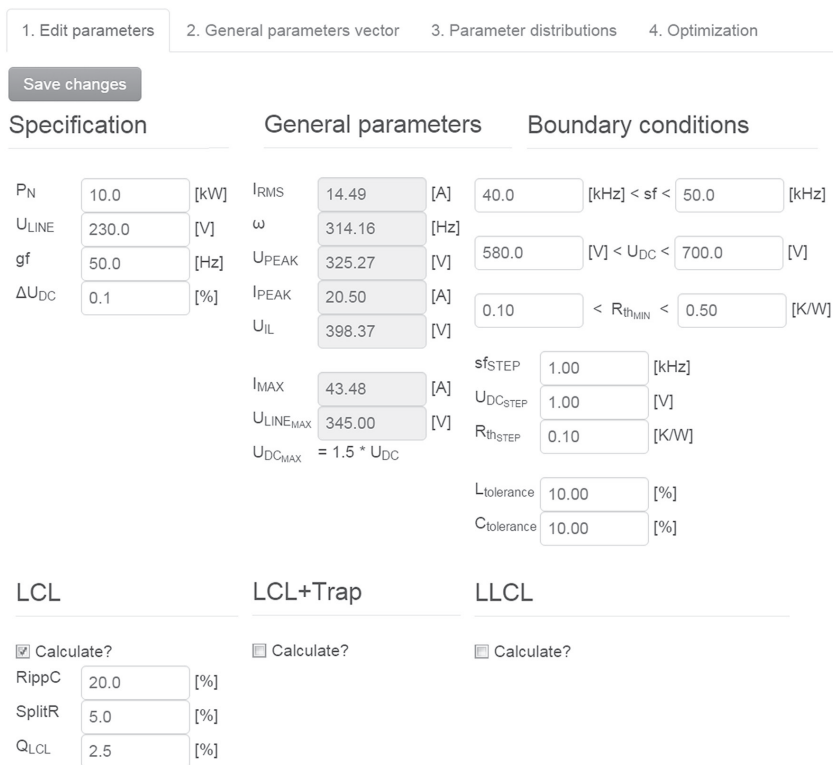 1. Edit parameters 2. General parameters vector 3. Parameter distributions 4. Optimization
Save changes
Specification
PN 10.0 [kW]
ULINE 230.0 [V]
gf 50.0 [Hz]
ΔUDC 0.1 [%]
General parameters
IRMS 14.49 [A]
ω 314.16 [Hz]
UPEAK 325.27 [V]
IPEAK 20.50 [A]
UIL 398.37 [V]
IMAX 43.48 [A]
ULINEMAX 345.00 [V]
UDCMAX = 1.5 * UDC
Boundary conditions
40.0 [kHz] < sf < 50.0 [kHz]
580.0 [V] < UDC < 700.0 [V]
0.10 < RthMIN < 0.50 [K/W]
sfSTEP 1.00 [kHz]
UDCSTEP 1.00 [V]
RthSTEP 0.10 [K/W]
Ltolerance 10.00 [%]
Ctolerance 10.00 [%]
LCL
Calculate?
RippC 20.0 [%]
SplitR 5.0 [%]
QLCL 2.5 [%]
LCL+Trap
Calculate?
LLCL
Calculate?